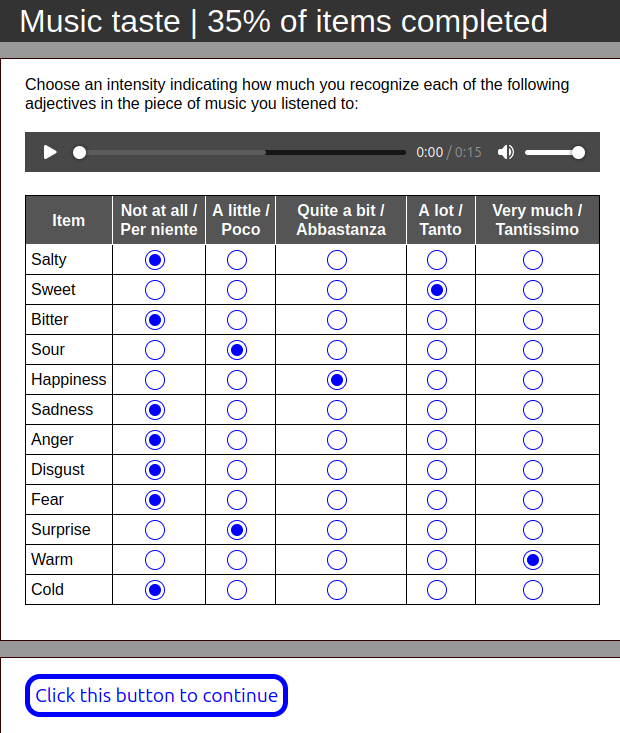 Music taste | 35% of items completed
Choose an intensity indicating how much you recognize each of the following
adjectives in the piece of music you listened to:
0:00 / 0:15
Item
Not at all /
Per niente
A little /
Poco
Quite a bit /
Abbastanza
A lot /
Tanto
Very much /
Tantissimo
Salty
Sweet
Bitter
Sour
Happiness
Sadness
Anger
Disgust
Fear
Surprise
Warm
Cold
Click this button to continue